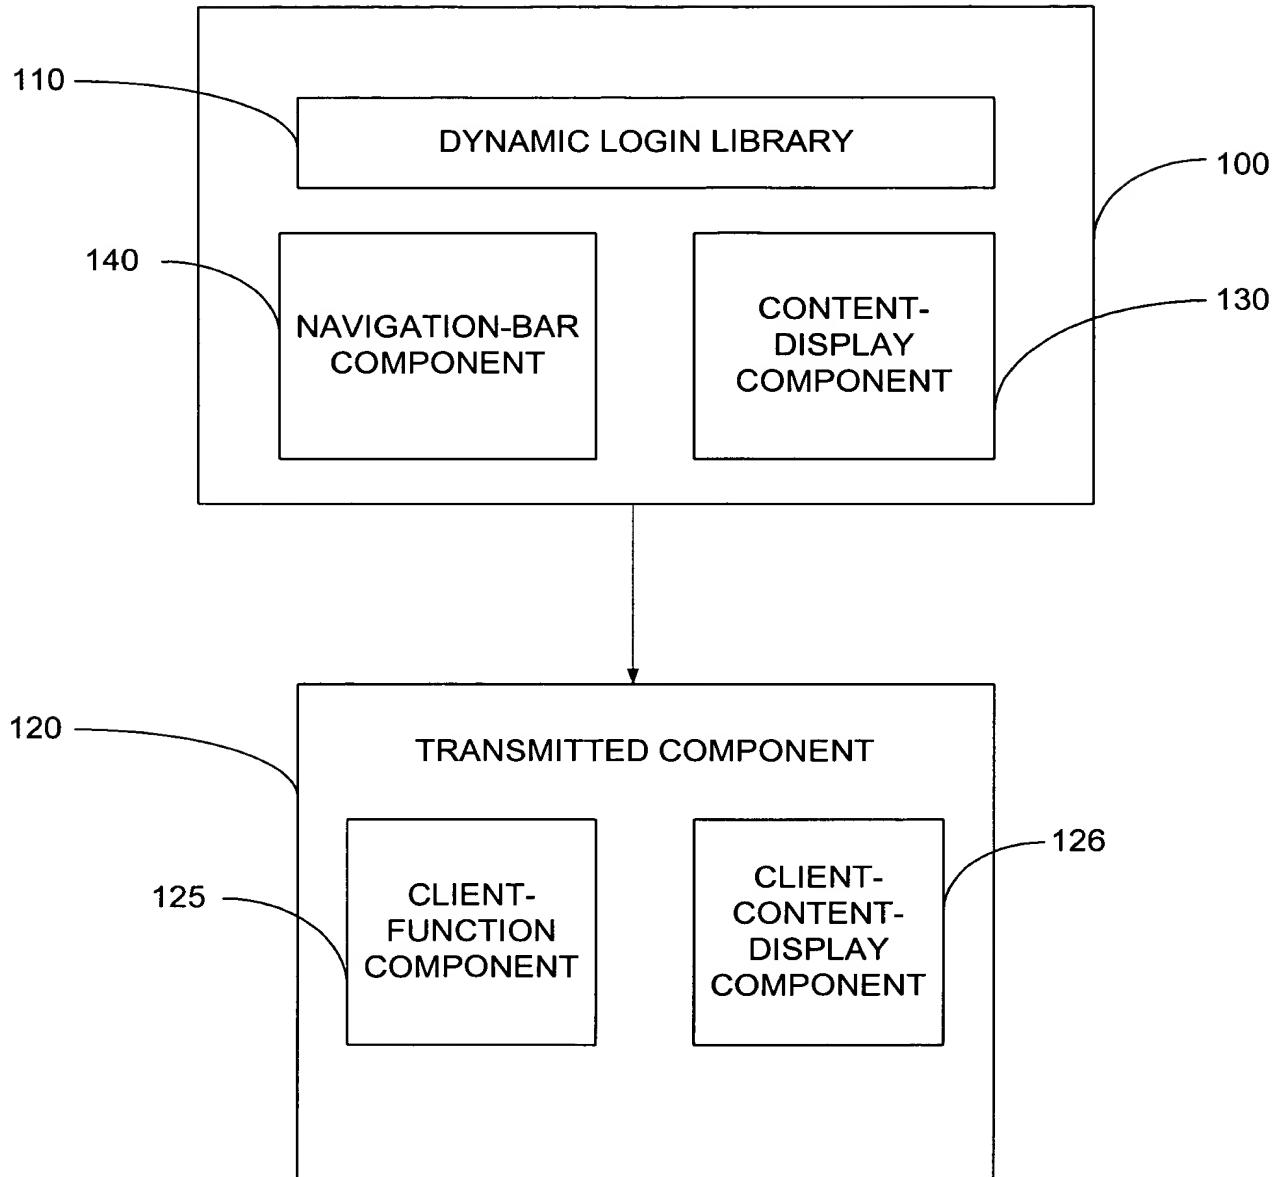 110
DYNAMIC LOGIN LIBRARY
100
140
NAVIGATION-BAR
COMPONENT
CONTENT-
DISPLAY
COMPONENT
130
120
TRANSMITTED COMPONENT
125
CLIENT-
FUNCTION
COMPONENT
CLIENT-
CONTENT-
DISPLAY
COMPONENT
126